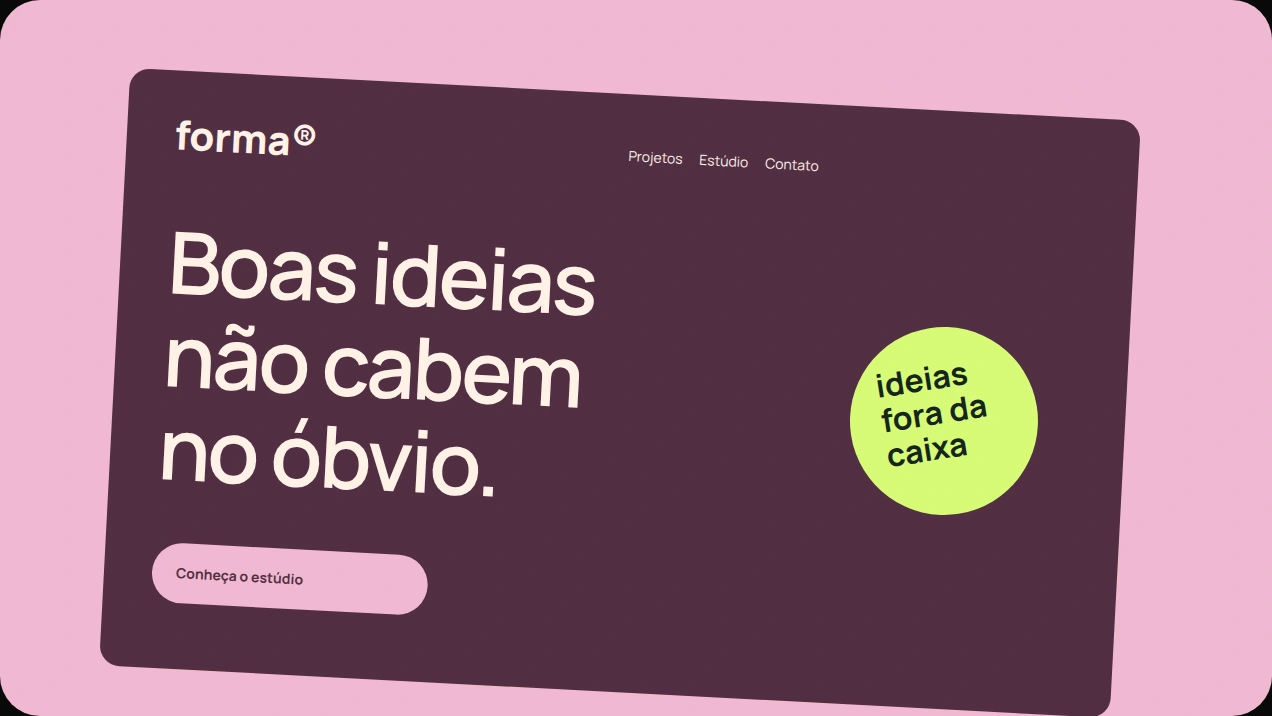 forma®
Projetos Estúdio Contato
Boas ideias
não cabem
no óbvio.
ideias
fora da
caixa
Conheça o estúdio